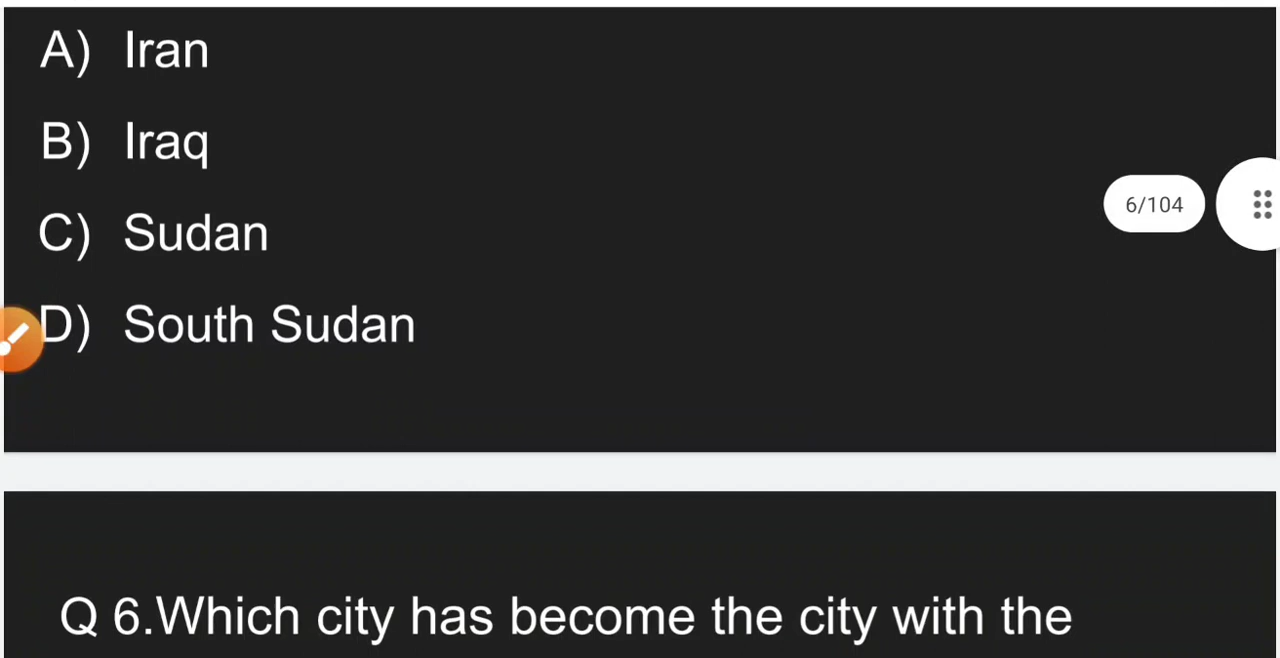 A) Iran
B) Iraq
6/104
C) Sudan
D) South Sudan
Q 6.Which city has become the city with the